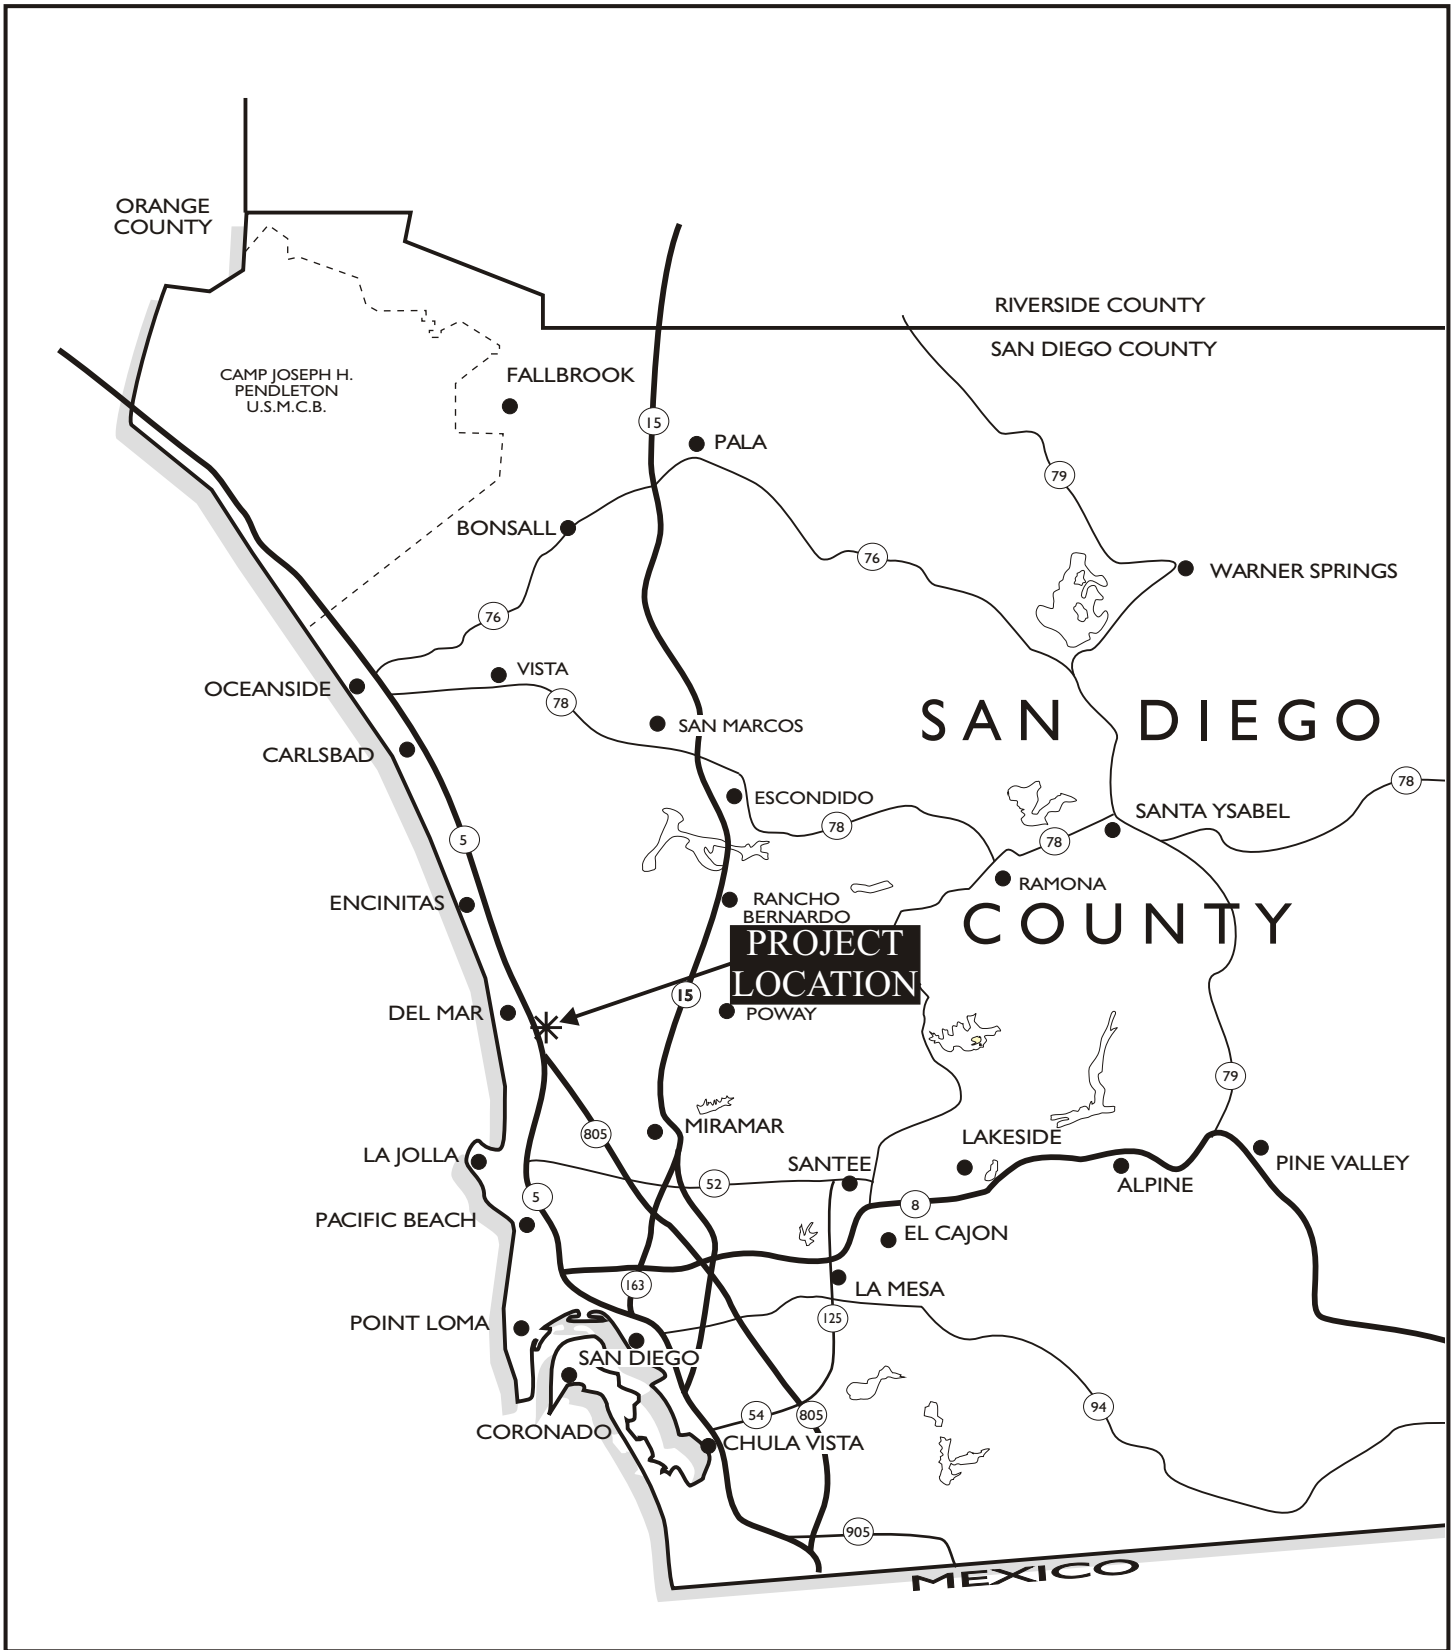 ORANGE
COUNTY
RIVERSIDE COUNTY
SAN DIEGO COUNTY
CAMP JOSEPH H.
PENDLETON
U.S.M.C.B.
FALLBROOK
15
PALA
79
BONSALL
76
WARNER SPRINGS
76
VISTA
OCEANSIDE
78
SAN DIEGO
SAN MARCOS
CARLSBAD
78
ESCONDIDO
SANTA YSABEL
78
5
78
RAMONA
ENCINITAS
RANCHO
BERNARDO
COUNTY
PROJECT
LOCATION
15
DEL MAR
POWAY
79
MIRAMAR
805
LAKESIDE
LA JOLLA
SANTEE
PINE VALLEY
52
ALPINE
5
8
PACIFIC BEACH
EL CAJON
163
LA MESA
125
POINT LOMA
SAN DIEGO
94
54
805
CORONADO
CHULA VISTA
905
MEXICO